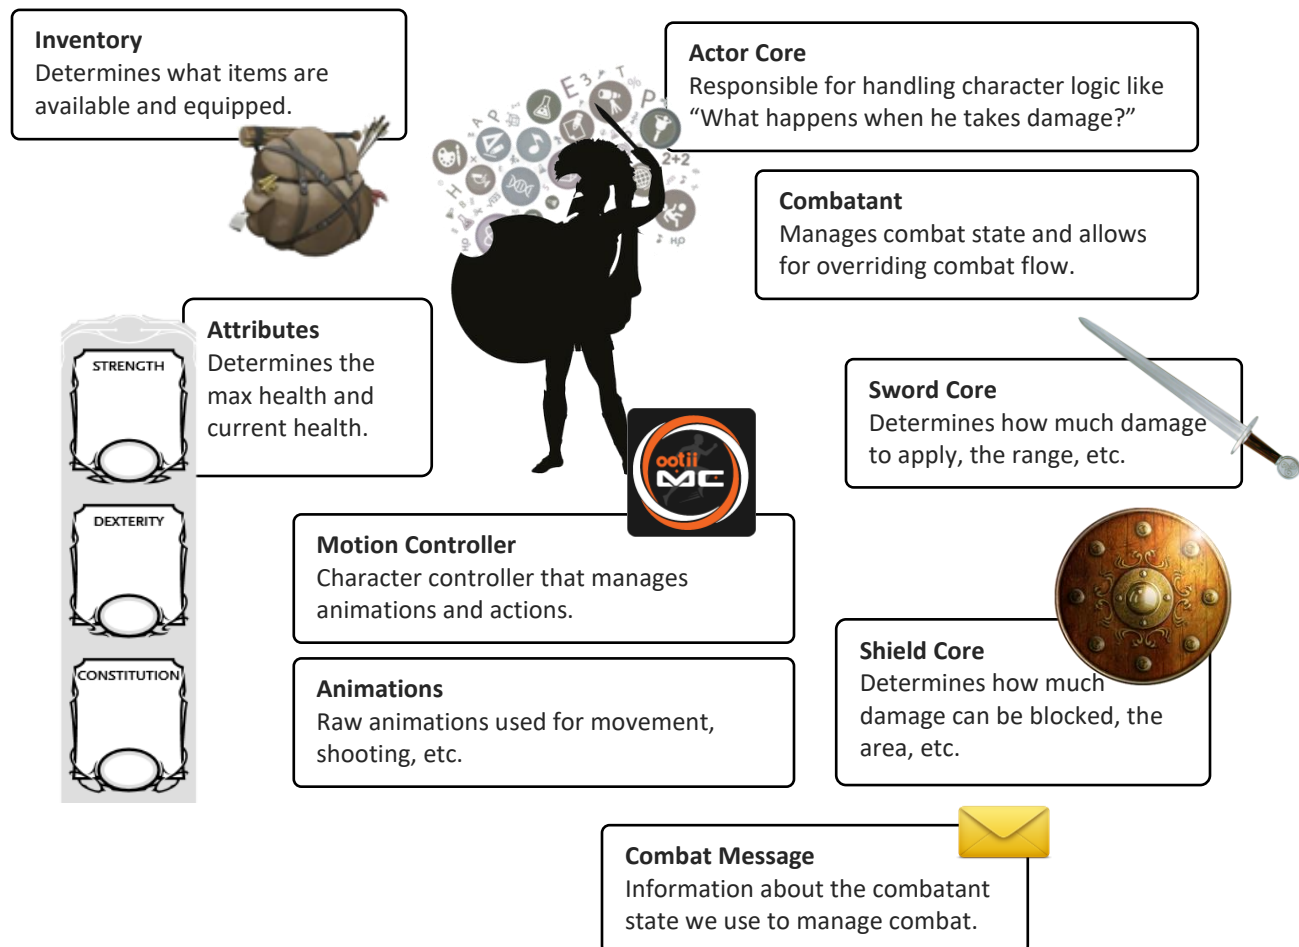 Inventory
Determines what items are
available and equipped.
Actor Core
Responsible for handling character logic like
“What happens when he takes damage?”
E 3 T %
P
A P
2+2
H
H₂O
Combatant
Manages combat state and allows
for overriding combat flow.
Attributes
Determines the
max health and
current health.
STRENGTH
DEXTERITY
CONSTITUTION
Sword Core
Determines how much damage
to apply, the range, etc.
ootii
MC
Motion Controller
Character controller that manages
animations and actions.
Animations
Raw animations used for movement,
shooting, etc.
Shield Core
Determines how much
damage can be blocked, the
area, etc.
Combat Message
Information about the combatant
state we use to manage combat.